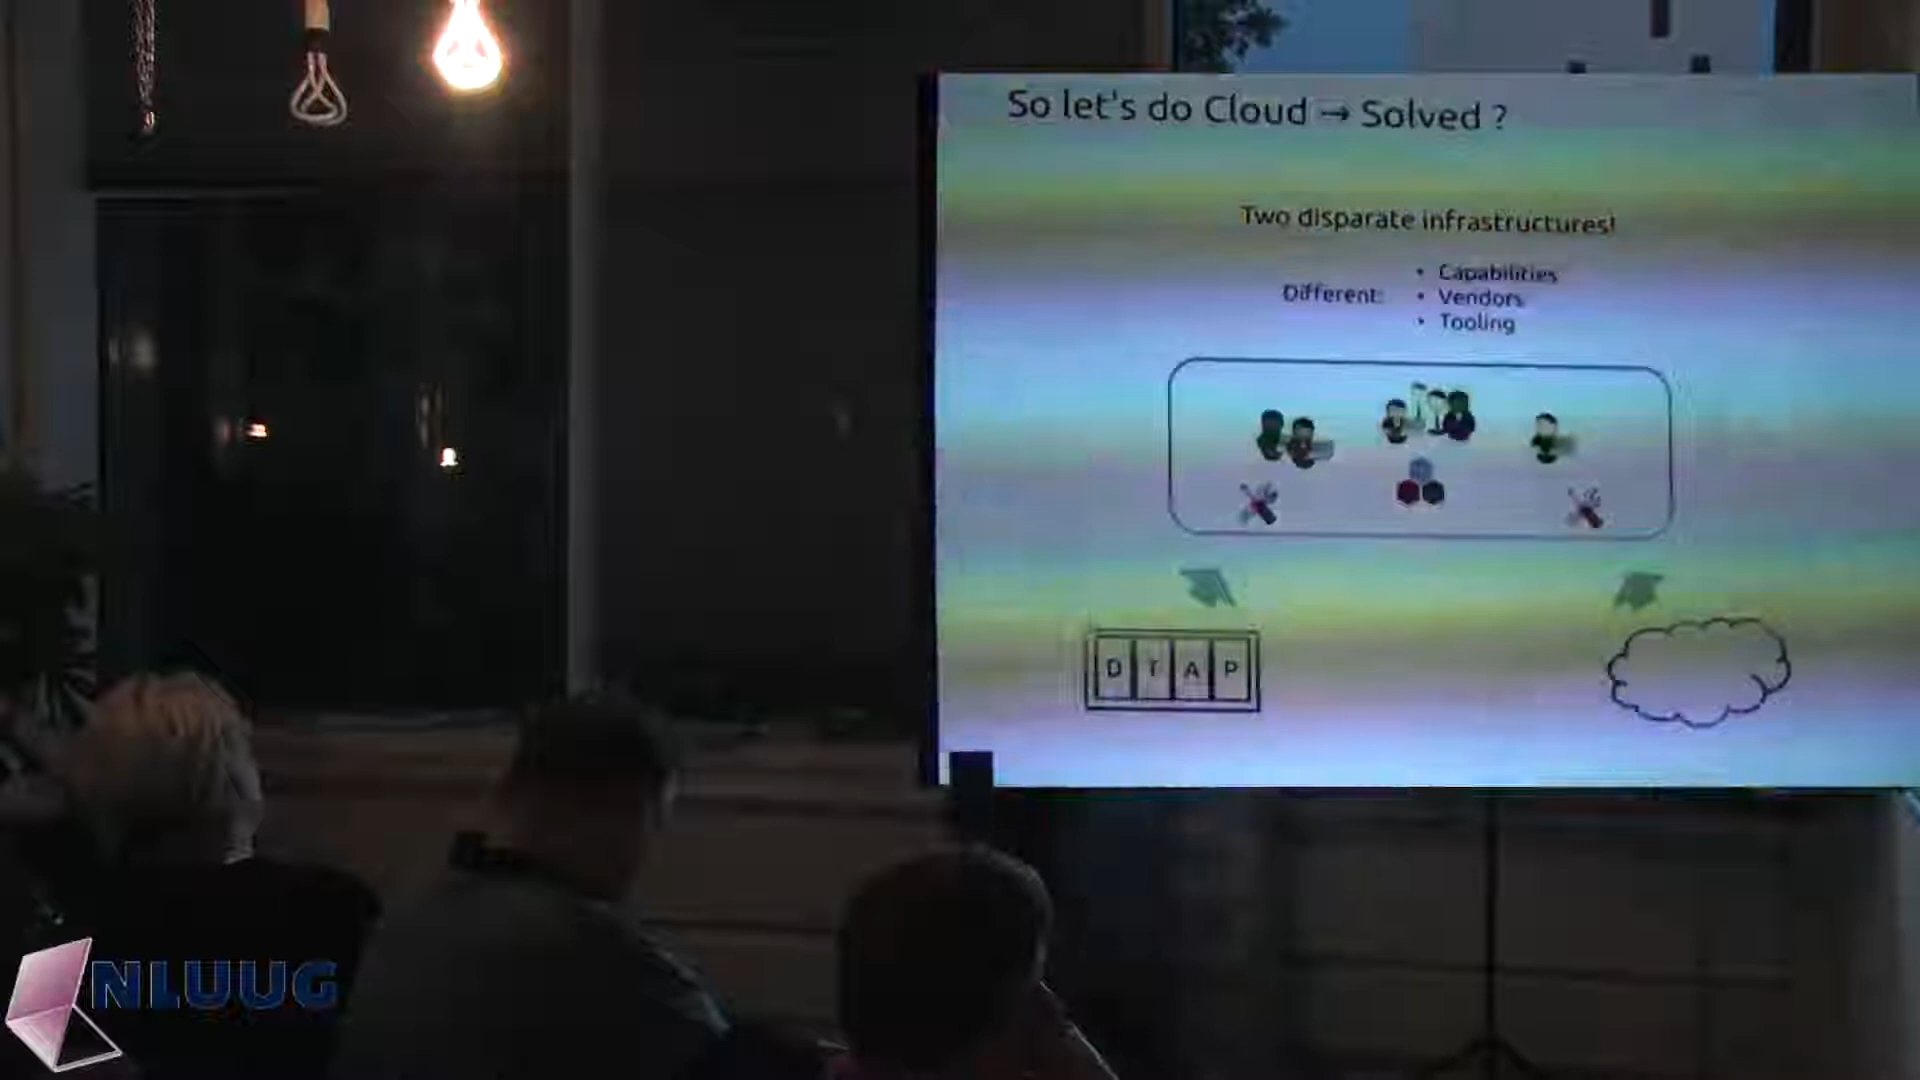 So let's do Cloud → Solved ?
Two disparate infrastructures!
Different:
• Capabilities
• Vendors
• Tooling
D T A P
NLUUG